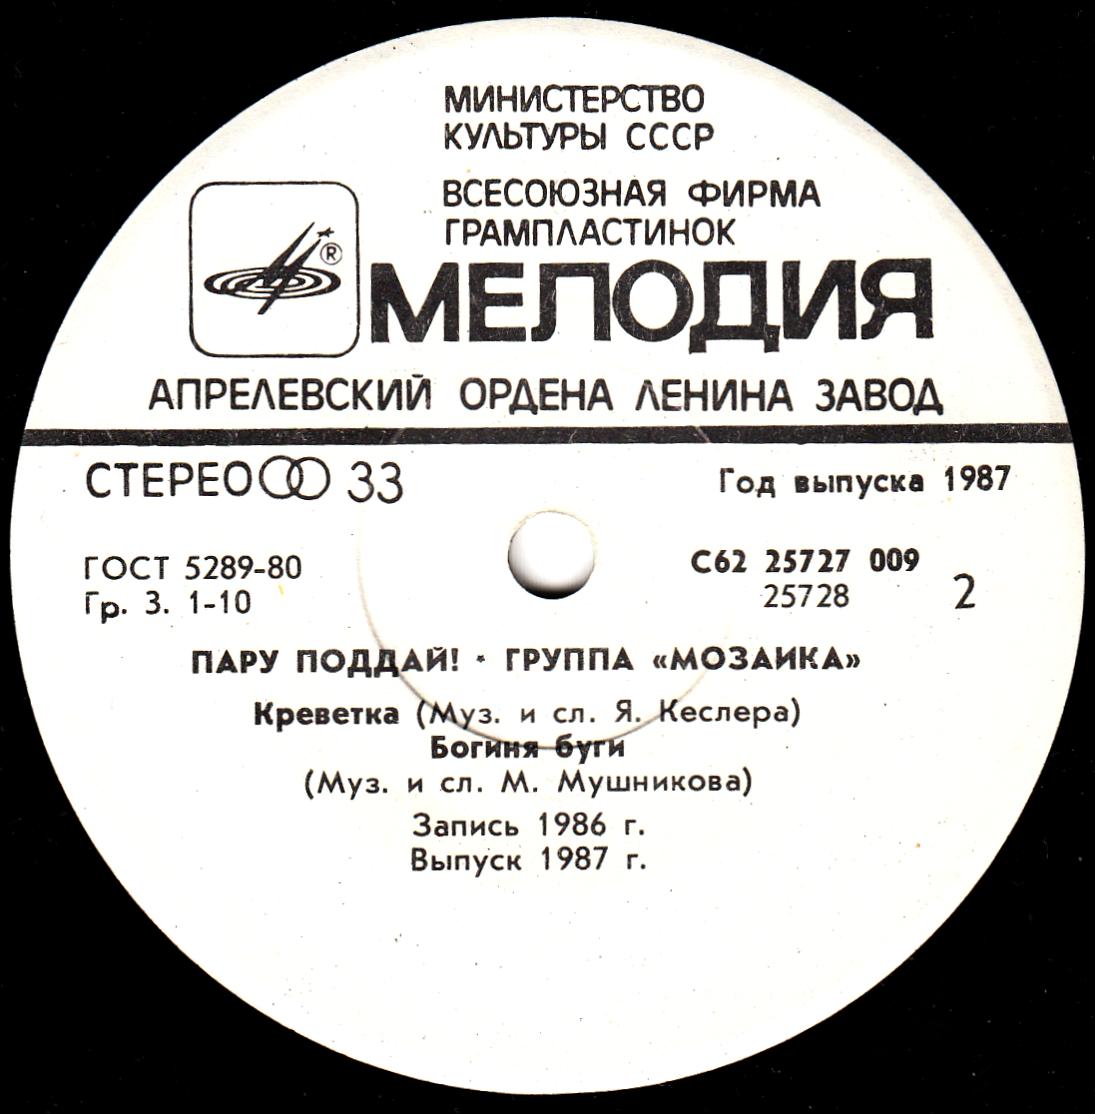 МИНИСТЕРСТВО
КУЛЬТУРЫ СССР
ВСЕСОЮЗНАЯ ФИРМА
ГРАМПЛАСТИНОК
®
МЕЛОДИЯ
АПРЕЛЕВСКИЙ ОРДЕНА ЛЕНИНА ЗАВОД
СТЕРЕО 33
Год выпуска 1987
ГОСТ 5289-80
Гр. 3. 1-10
С62 25727 009
25728
2
ПАРУ ПОДДАЙ! · ГРУППА «МОЗАИКА»
Креветка (Муз. и сл. Я. Кеслера)
Богиня буги
(Муз. и сл. М. Мушникова)
Запись 1986 г.
Выпуск 1987 г.